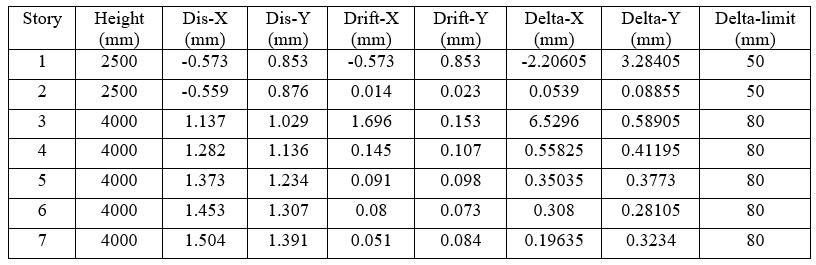 Story Height (mm) Dis-X (mm) Dis-Y (mm) Drift-X (mm) Drift-Y (mm) Delta-X (mm) Delta-Y (mm) Delta-limit (mm)
1 2500 -0.573 0.853 -0.573 0.853 -2.20605 3.28405 50
2 2500 -0.559 0.876 0.014 0.023 0.0539 0.08855 50
3 4000 1.137 1.029 1.696 0.153 6.5296 0.58905 80
4 4000 1.282 1.136 0.145 0.107 0.55825 0.41195 80
5 4000 1.373 1.234 0.091 0.098 0.35035 0.3773 80
6 4000 1.453 1.307 0.08 0.073 0.308 0.28105 80
7 4000 1.504 1.391 0.051 0.084 0.19635 0.3234 80